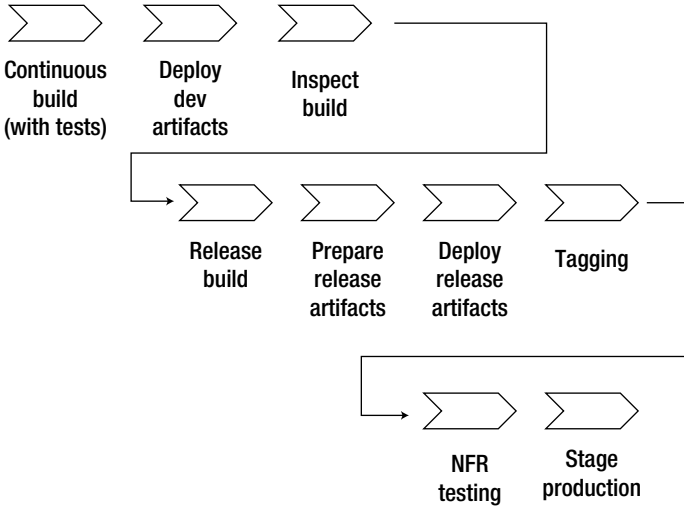 Continuous
build
(with tests)
Deploy
dev
artifacts
Inspect
build
Release
build
Prepare
release
artifacts
Deploy
release
artifacts
Tagging
NFR
testing
Stage
production